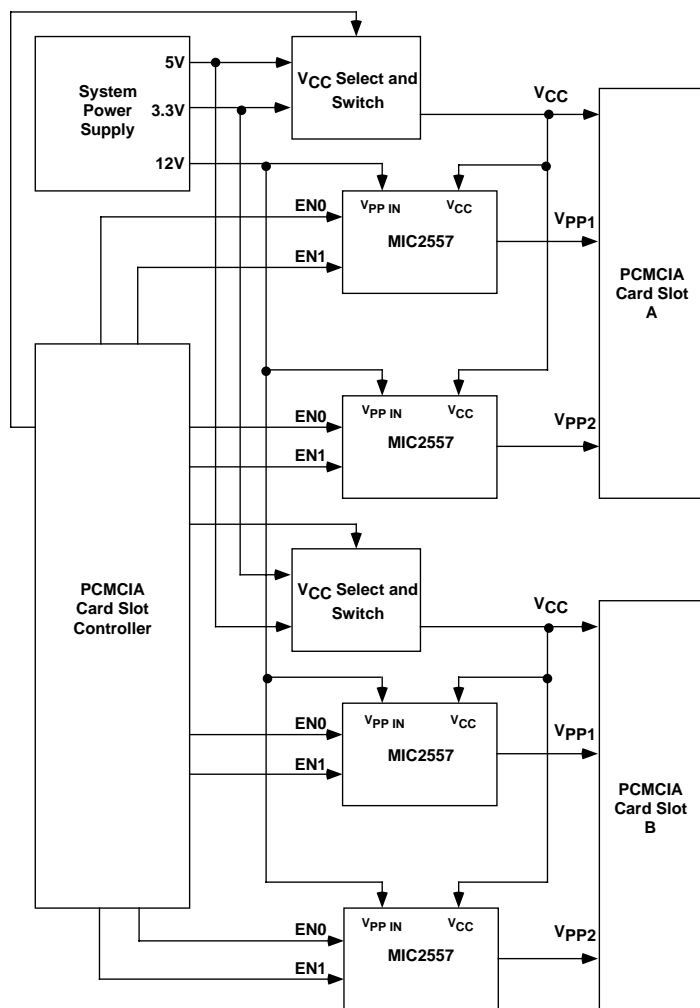 5V
System
Power
Supply
3.3V
12V
VCC Select and
Switch
VCC
EN0
VPP IN
VCC
MIC2557
EN1
VPP1
PCMCIA
Card Slot
A
EN0
VPP IN
VCC
MIC2557
EN1
VPP2
PCMCIA
Card Slot
Controller
VCC Select and
Switch
VCC
EN0
VPP IN
VCC
MIC2557
EN1
VPP1
PCMCIA
Card Slot
B
EN0
VPP IN
VCC
MIC2557
EN1
VPP2